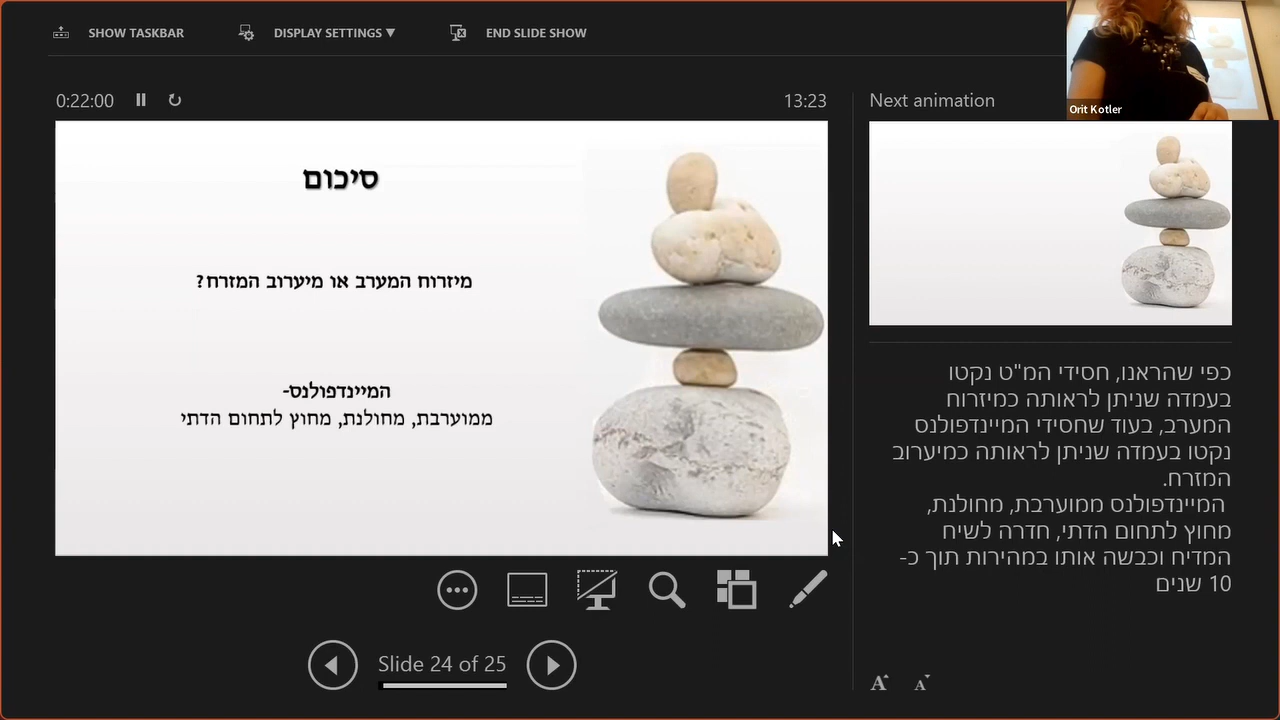 SHOW TASKBAR
DISPLAY SETTINGS ▼
END SLIDE SHOW
Orit Kotler
0:22:00
13:23
Next animation
סיכום
מיזרוח המערב או מיערוב המזרח?
המיינדפולנס-
ממוערבת, מחולנת, מחוץ לתחום הדתי
כפי שהראנו, חסידי המ"ט נקטו
בעמדה שניתן לראותה כמיזרוח
המערב, בעוד שחסידי המיינדפולנס
נקטו בעמדה שניתן לראותה כמיערוב
המזרח.
המיינדפולנס ממוערבת, מחולנת,
מחוץ לתחום הדתי, חדרה לשיח
המדיח וכבשה אותו במהירות תוך כ-
10 שנים
Slide 24 of 25
A A